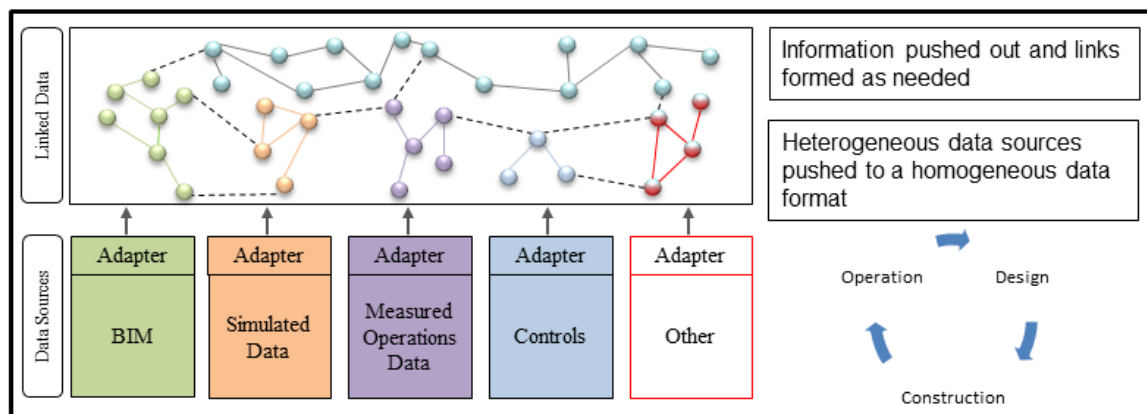 Linked Data
Information pushed out and links
formed as needed
Heterogeneous data sources
pushed to a homogeneous data
format
Data Sources
Adapter
BIM
Adapter
Simulated
Data
Adapter
Measured
Operations
Data
Adapter
Controls
Adapter
Other
Operation
Design
Construction